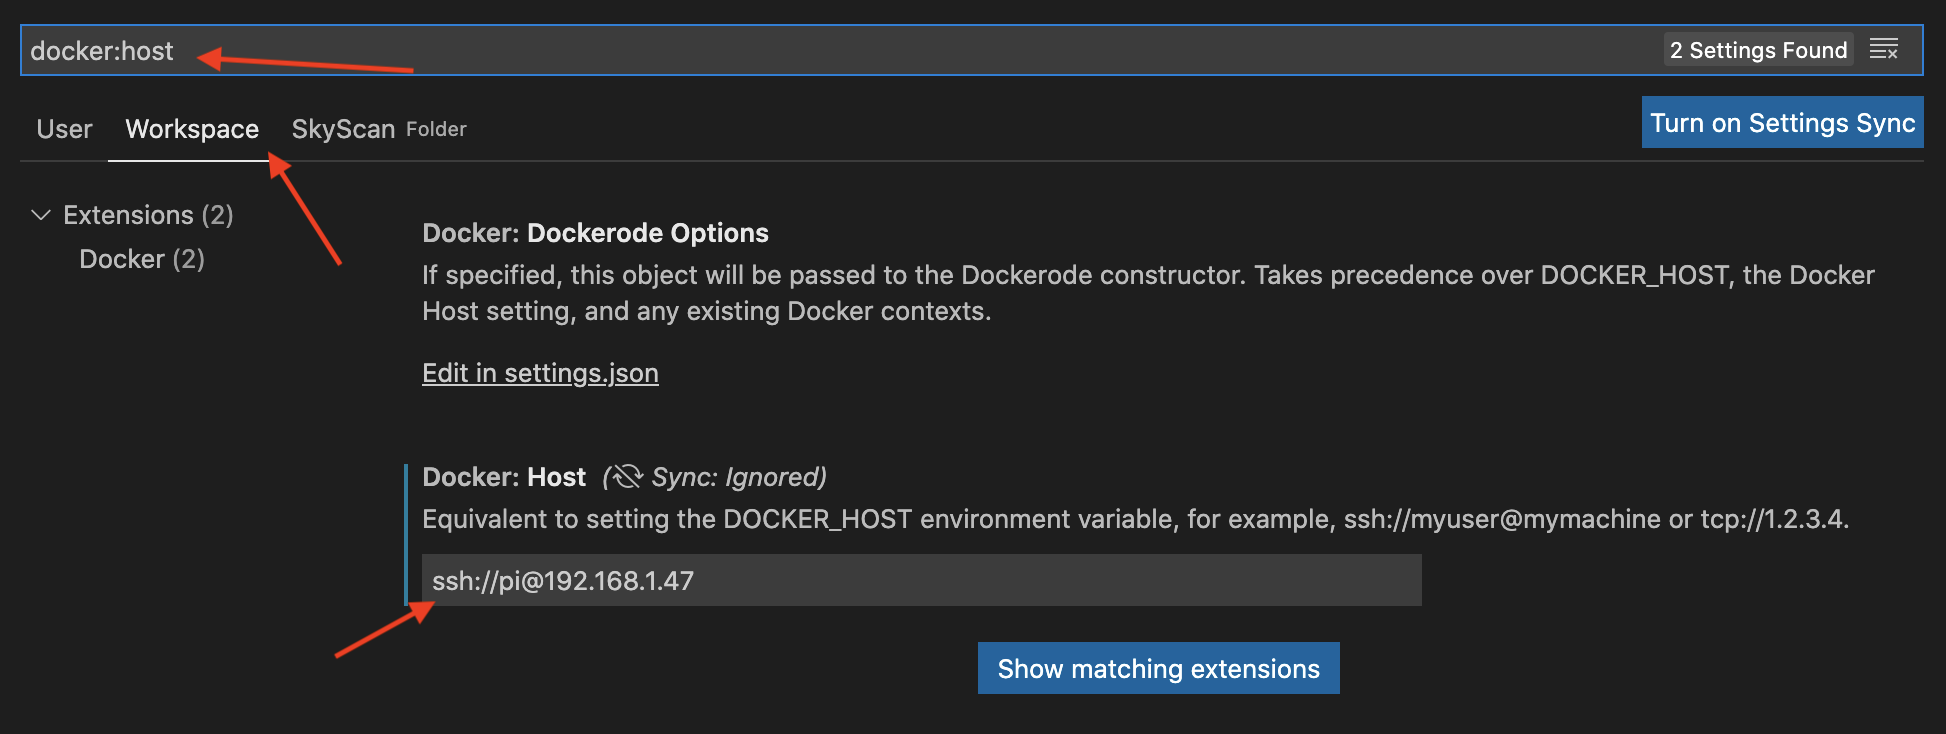 docker:host
2 Settings Found
User Workspace SkyScan Folder
Turn on Settings Sync
Extensions (2)
Docker (2)
Docker: Dockerode Options
If specified, this object will be passed to the Dockerode constructor. Takes precedence over DOCKER_HOST, the Docker
Host setting, and any existing Docker contexts.
Edit in settings.json
Docker: Host (Sync: Ignored)
Equivalent to setting the DOCKER_HOST environment variable, for example, ssh://myuser@mymachine or tcp://1.2.3.4.
ssh://pi@192.168.1.47
Show matching extensions